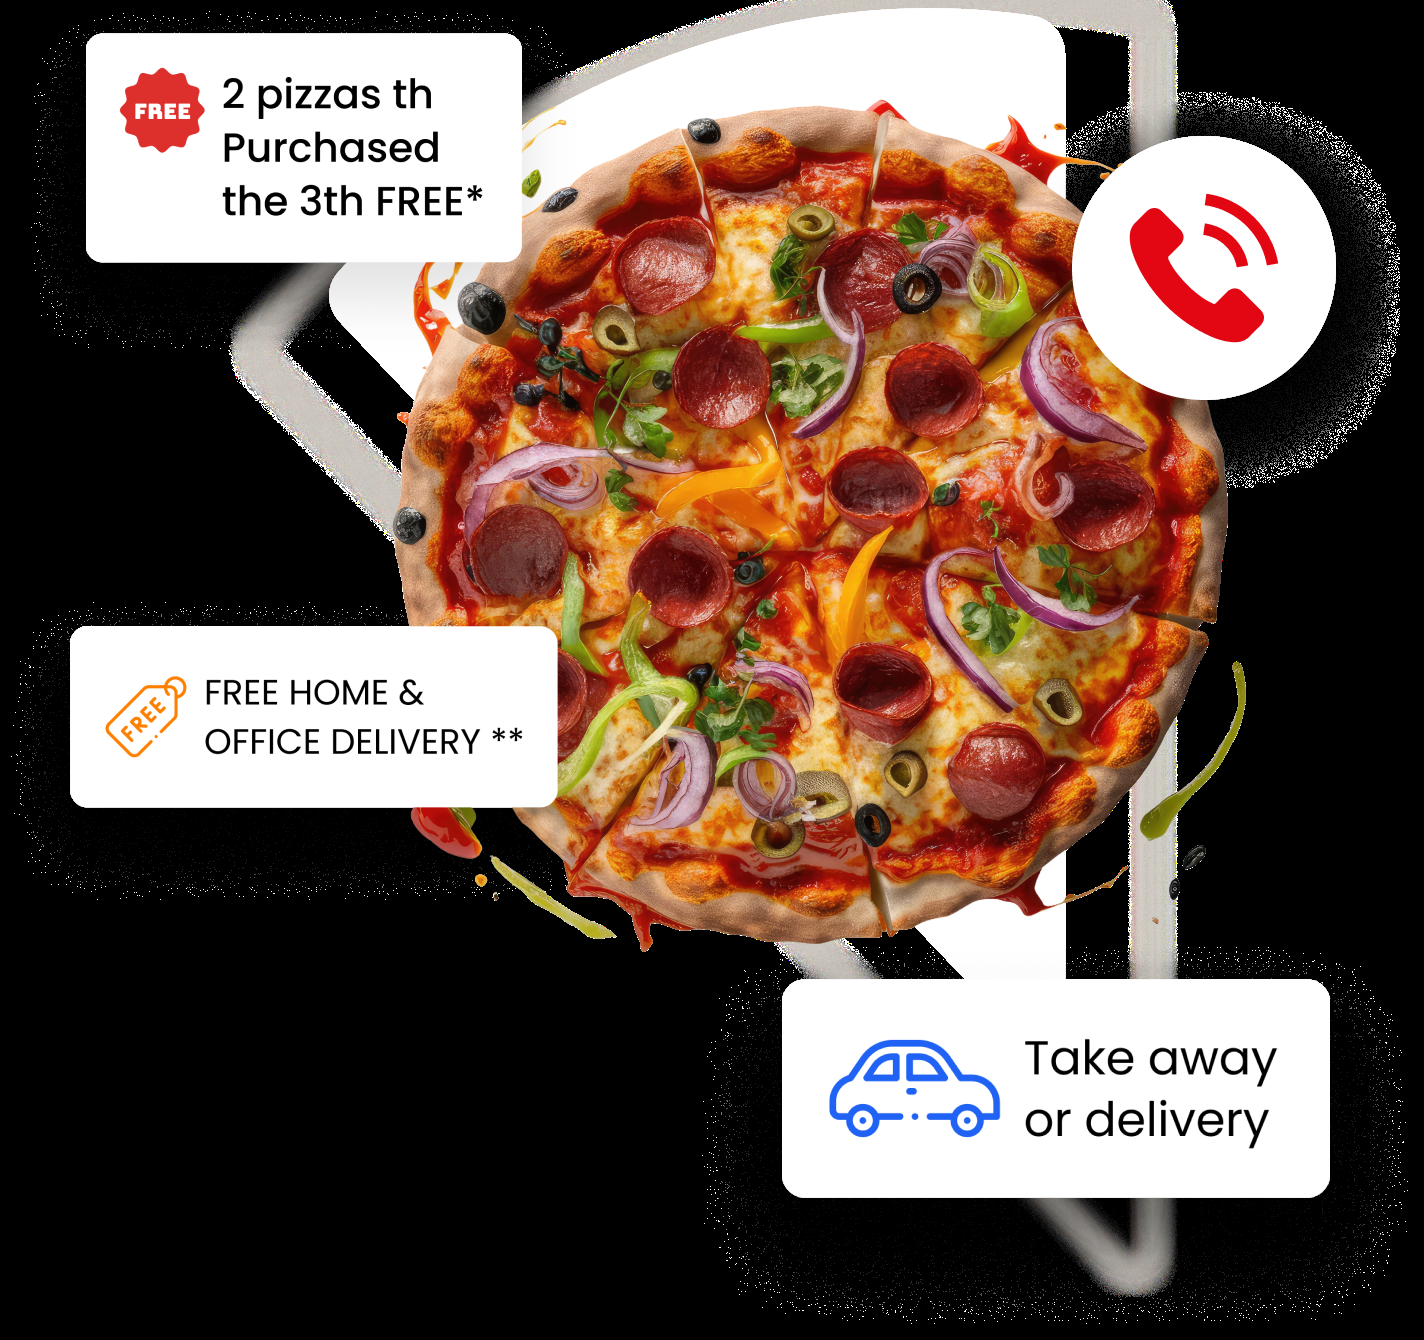 FREE
2 pizzas th
Purchased
the 3th FREE*
FREE
FREE HOME &
OFFICE DELIVERY **
Take away
or delivery